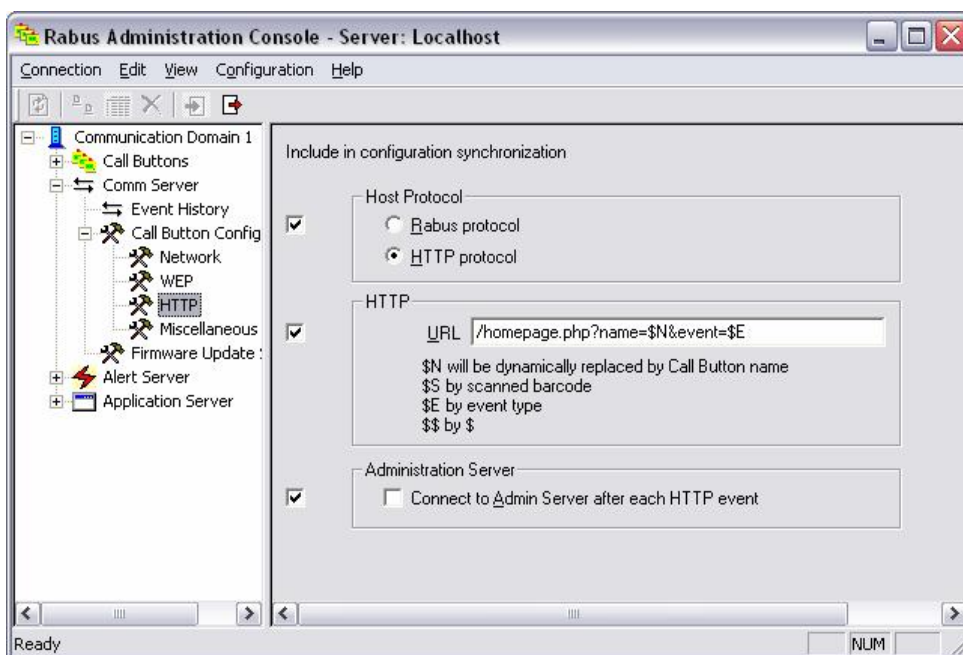 Rabus Administration Console - Server: Localhost
Connection Edit View Configuration Help
Communication Domain 1
Call Buttons
Comm Server
Event History
Call Button Config
Network
WEP
HTTP
Miscellaneous
Firmware Update
Alert Server
Application Server
Include in configuration synchronization
Host Protocol
Rabus protocol
HTTP protocol
HTTP
URL /homepage.php?name=$N&event=$E
$N will be dynamically replaced by Call Button name
$S by scanned barcode
$E by event type
$$ by $
Administration Server
Connect to Admin Server after each HTTP event
Ready
NUM